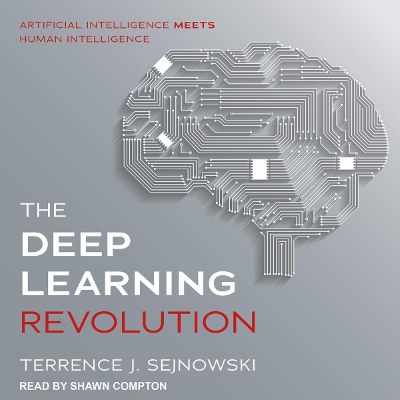 ARTIFICIAL INTELLIGENCE MEETS
HUMAN INTELLIGENCE
THE
DEEP
LEARNING
REVOLUTION
TERRENCE J. SEJNOWSKI
READ BY SHAWN COMPTON